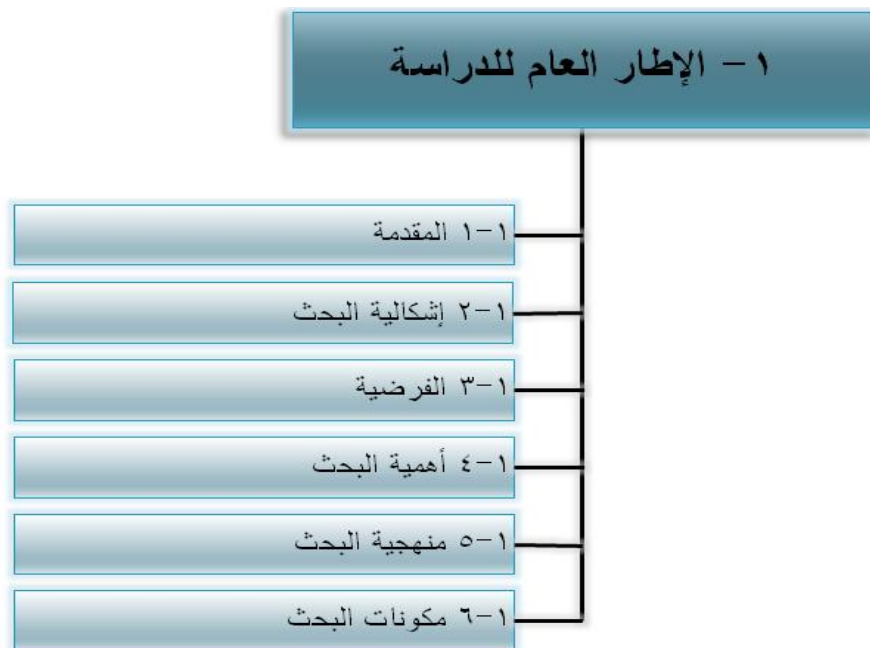 ١ - الإطار العام للدراسة
١-١ المقدمة
١-٢ إشكالية البحث
١-٣ الفرضية
١-٤ أهمية البحث
١-٥ منهجية البحث
١-٦ مكونات البحث